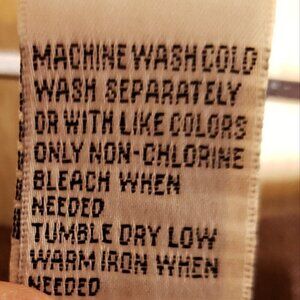 MACHINE WASH COLD
WASH SEPARATELY
OR WITH LIKE COLORS
ONLY NON-CHLORINE
BLEACH WHEN
NEEDED
TUMBLE DRY LOW
WARM IRON WHEN
NEEDED